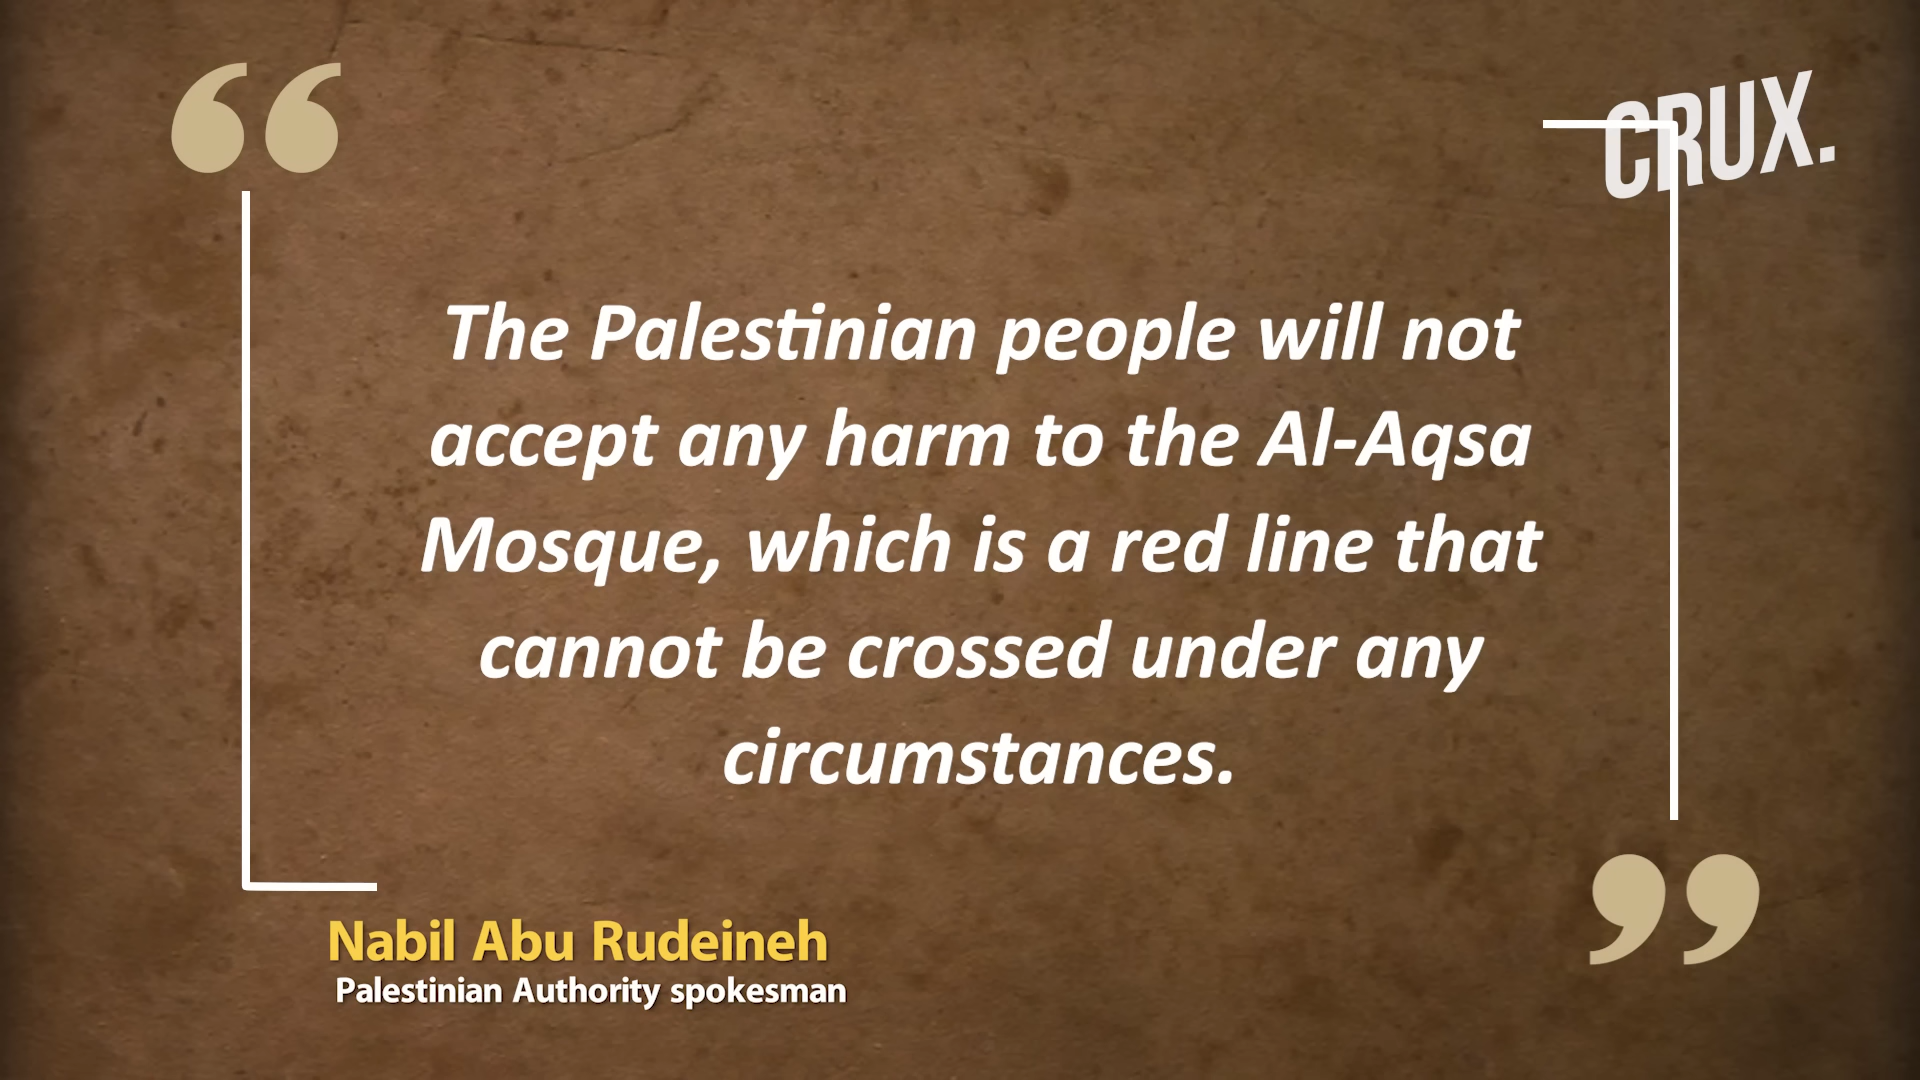 CRUX.
The Palestinian people will not
accept any harm to the Al-Aqsa
Mosque, which is a red line that
cannot be crossed under any
circumstances.
Nabil Abu Rudeineh
Palestinian Authority spokesman